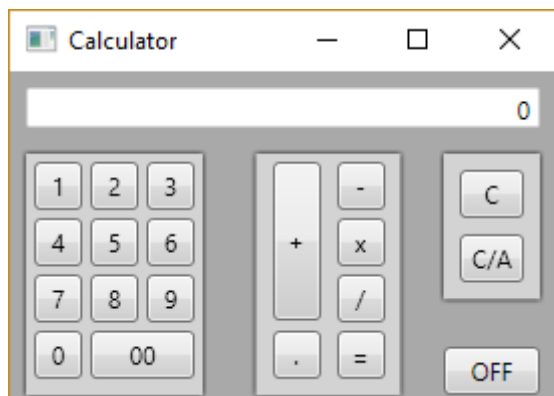 Calculator
0
1 2 3 - C
4 5 6 + x C/A
7 8 9 /
0 00 . = OFF